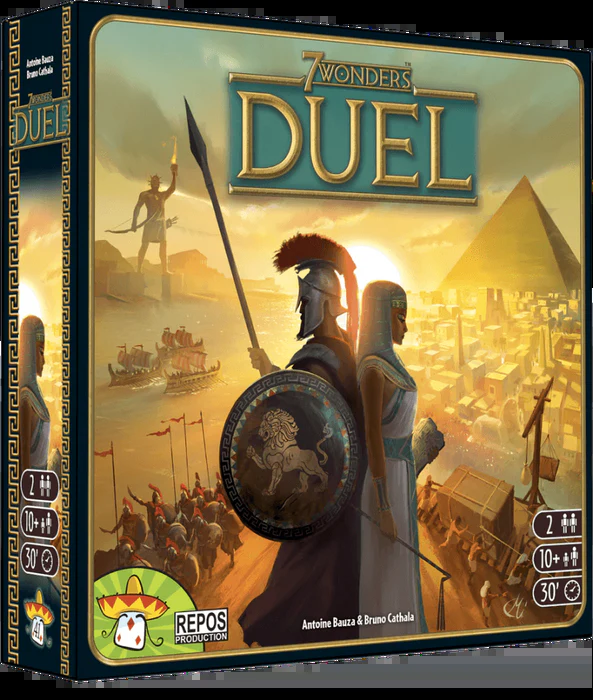 Antoine Bauza
Bruno Cathala
7 WONDERS
DUEL
2
10+
30'
7 WONDERS™
DUEL
2
10+
30'
Antoine Bauza & Bruno Cathala
REPOS
PRODUCTION